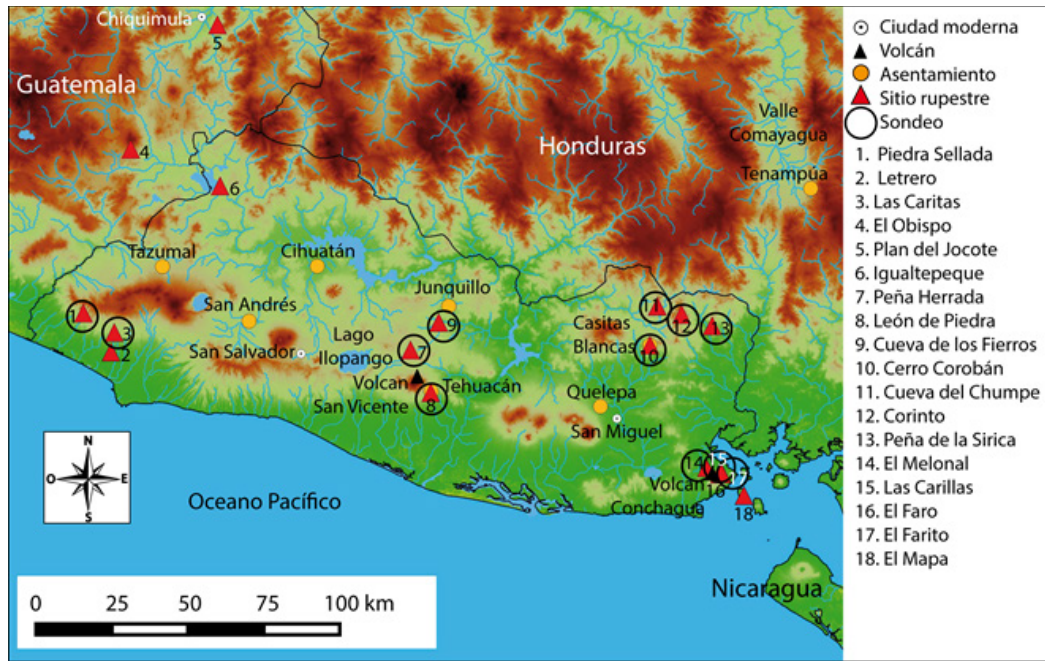 Chiquimula
5
Guatemala
4
6
Honduras
Valle
Comayagua
Tenampúa
Tazumal
Cihuatán
San Andrés
Junquillo
1
3
2
San Salvador
Lago
Ilopango
7
9
Volcan
San Vicente
Tehuacán
8
Casitas
Blancas
10
11
12
13
Quelepa
San Miguel
14
15
17
16
Volcán
Conchagua
18
Oceano Pacífico
Nicaragua
N
O
E
S
0 25 50 75 100 km
Ciudad moderna
Volcán
Asentamiento
Sitio rupestre
Sondeo
1. Piedra Sellada
2. Letrero
3. Las Caritas
4. El Obispo
5. Plan del Jocote
6. Igualtepeque
7. Peña Herrada
8. León de Piedra
9. Cueva de los Fierros
10. Cerro Corobán
11. Cueva del Chumpe
12. Corinto
13. Peña de la Sirica
14. El Melonal
15. Las Carillas
16. El Faro
17. El Farito
18. El Mapa